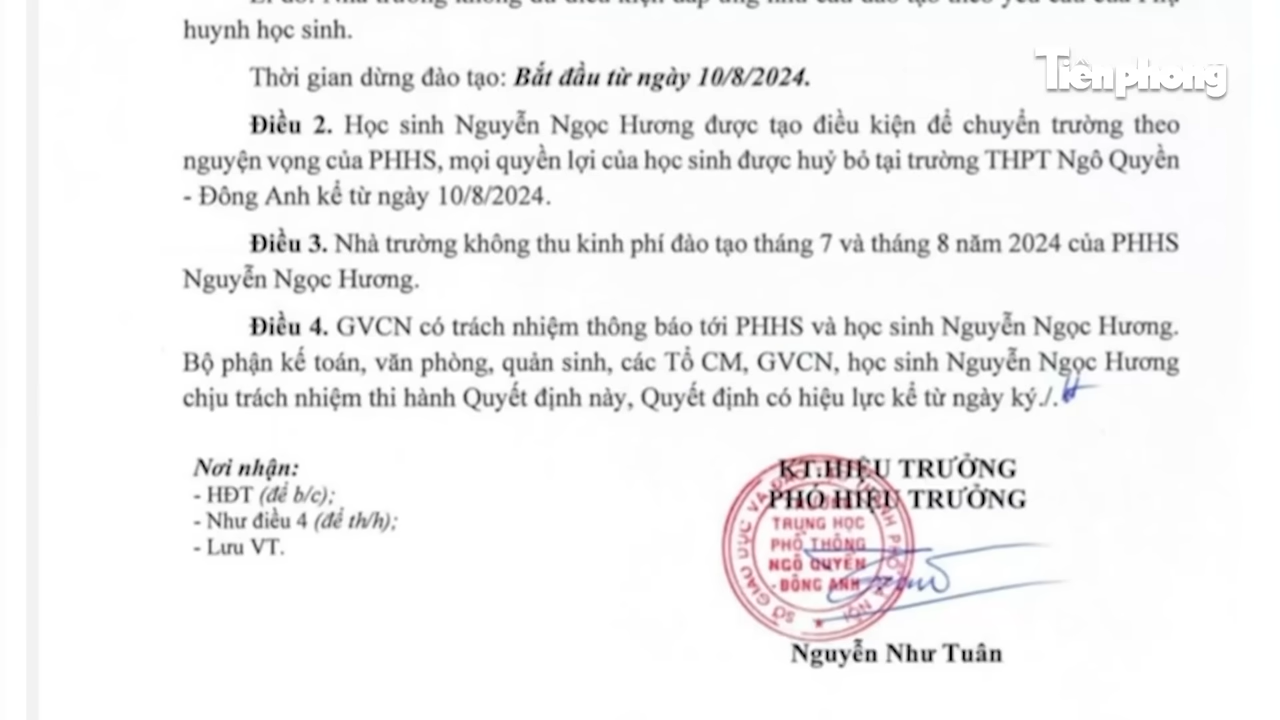 huynh học sinh.
Thời gian dừng đào tạo: Bắt đầu từ ngày 10/8/2024.
Tiềnphong
Điều 2. Học sinh Nguyễn Ngọc Hương được tạo điều kiện để chuyển trường theo
nguyện vọng của PHHS, mọi quyền lợi của học sinh được huỷ bỏ tại trường THPT Ngô Quyền
- Đông Anh kể từ ngày 10/8/2024.
Điều 3. Nhà trường không thu kinh phí đào tạo tháng 7 và tháng 8 năm 2024 của PHHS
Nguyễn Ngọc Hương.
Điều 4. GVCN có trách nhiệm thông báo tới PHHS và học sinh Nguyễn Ngọc Hương.
Bộ phận kế toán, văn phòng, quản sinh, các Tổ CM, GVCN, học sinh Nguyễn Ngọc Hương
chịu trách nhiệm thi hành Quyết định này, Quyết định có hiệu lực kể từ ngày ký./.
Nơi nhận:
- HĐT (để b/c);
- Như điều 4 (để th/h);
- Lưu VT.
KT.HIỆU TRƯỞNG
PHÓ HIỆU TRƯỞNG
TRUNG HỌC
PHỔ THÔNG
NGÔ QUYỀN
- ĐÔNG ANH
Nguyễn Như Tuân